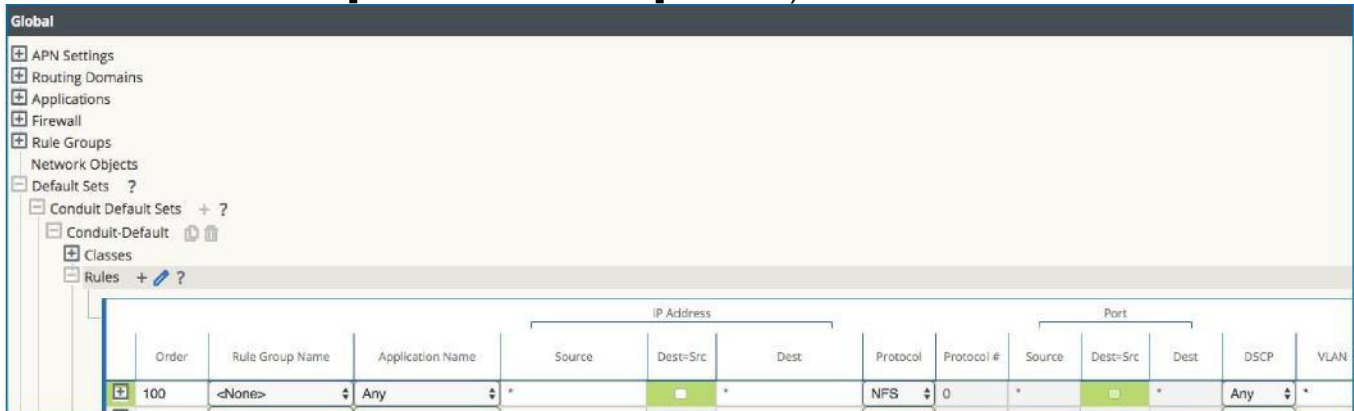 Global
APN Settings
Routing Domains
Applications
Firewall
Rule Groups
Network Objects
Default Sets ?
Conduit Default Sets + ?
Conduit-Default
Classes
Rules + ?
IP Address Port
Order Rule Group Name Application Name Source Dest=Src Dest Protocol Protocol # Source Dest=Src Dest DSCP VLAN
100 <None> Any * * NFS 0 * * Any *